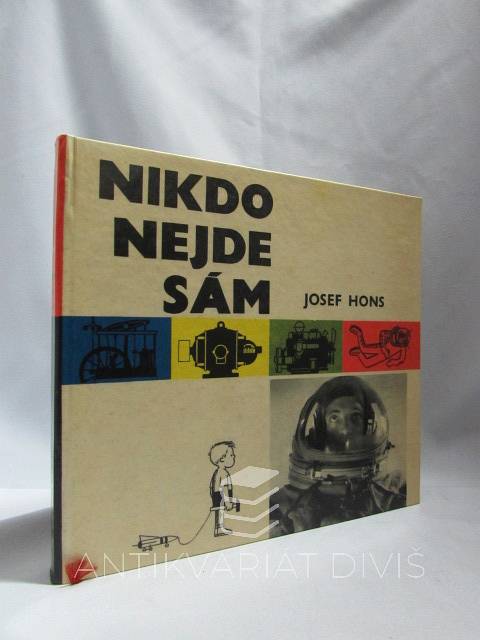 NIKDO
NEJDE
SÁM
JOSEF HONS
ANTIKVARIÁT DIVIŠ